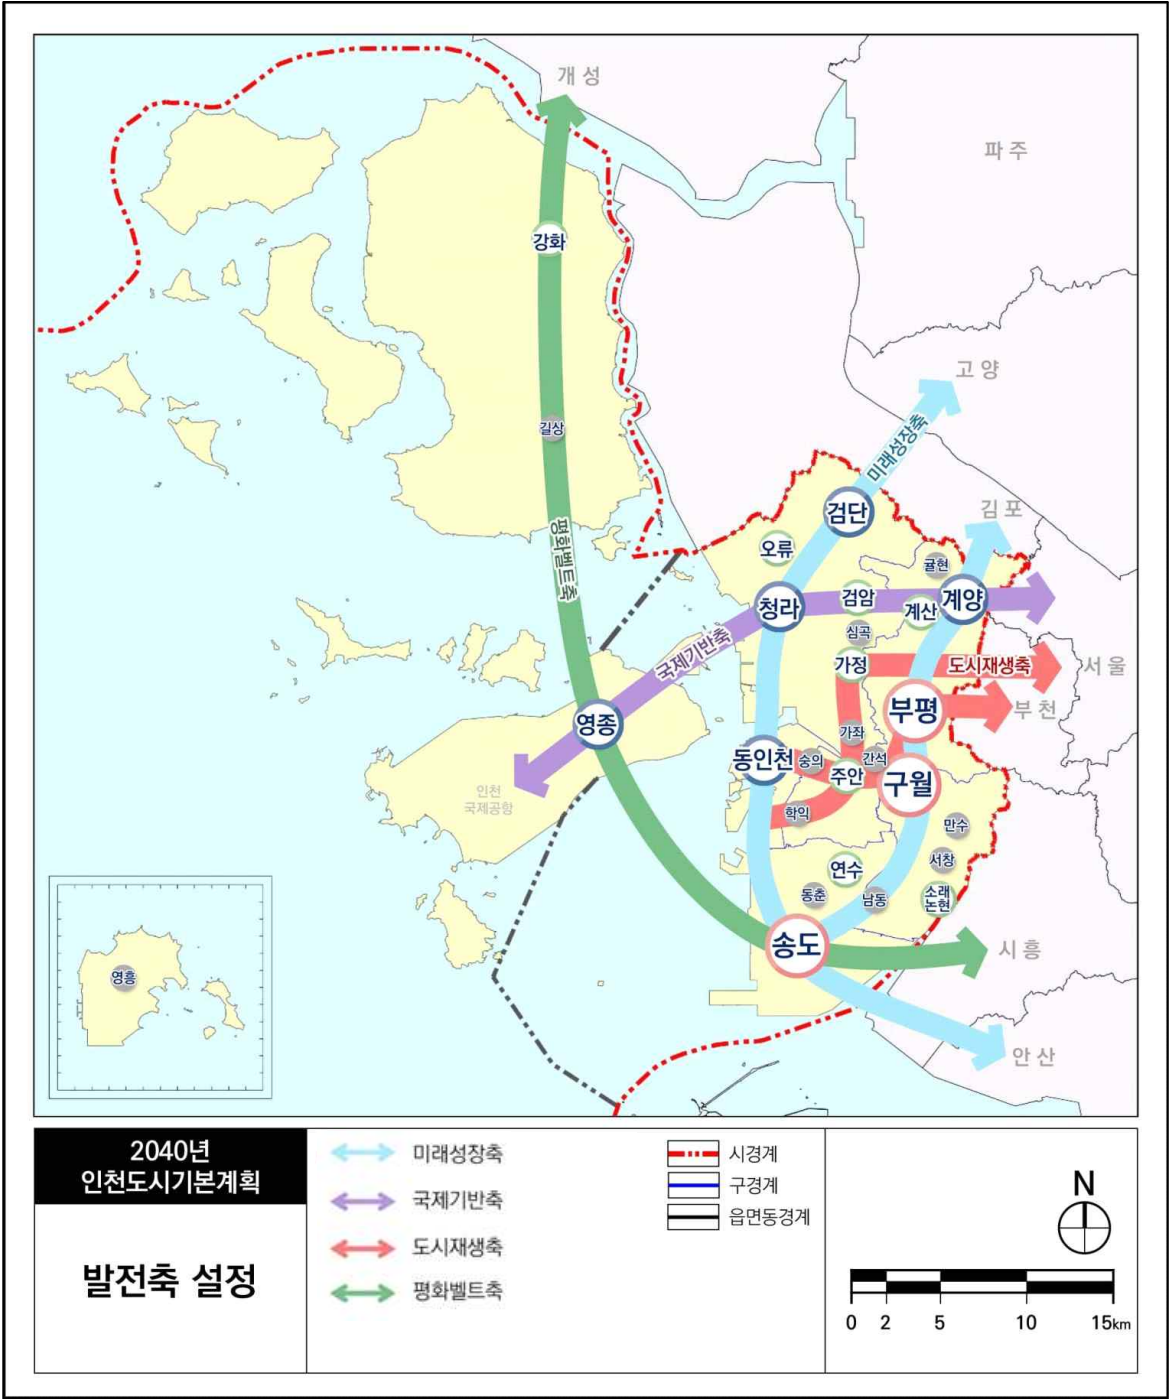 개성
파주
강화
고양
미래성장축
길상
검단
김포
오류
귤현
평화벨트축
청라
검암
계산
계양
심곡
국제기반축
가정
도시재생축
서울
영종
부평
부천
가좌
동인천
숭의
간석
주안
구월
인천
국제공항
학익
만수
서창
연수
동춘
남동
소래
논현
송도
시흥
영흥
안산
2040년
인천도시기본계획
발전축 설정
미래성장축
국제기반축
도시재생축
평화벨트축
시경계
구경계
읍면동경계
N
0 2 5 10 15km